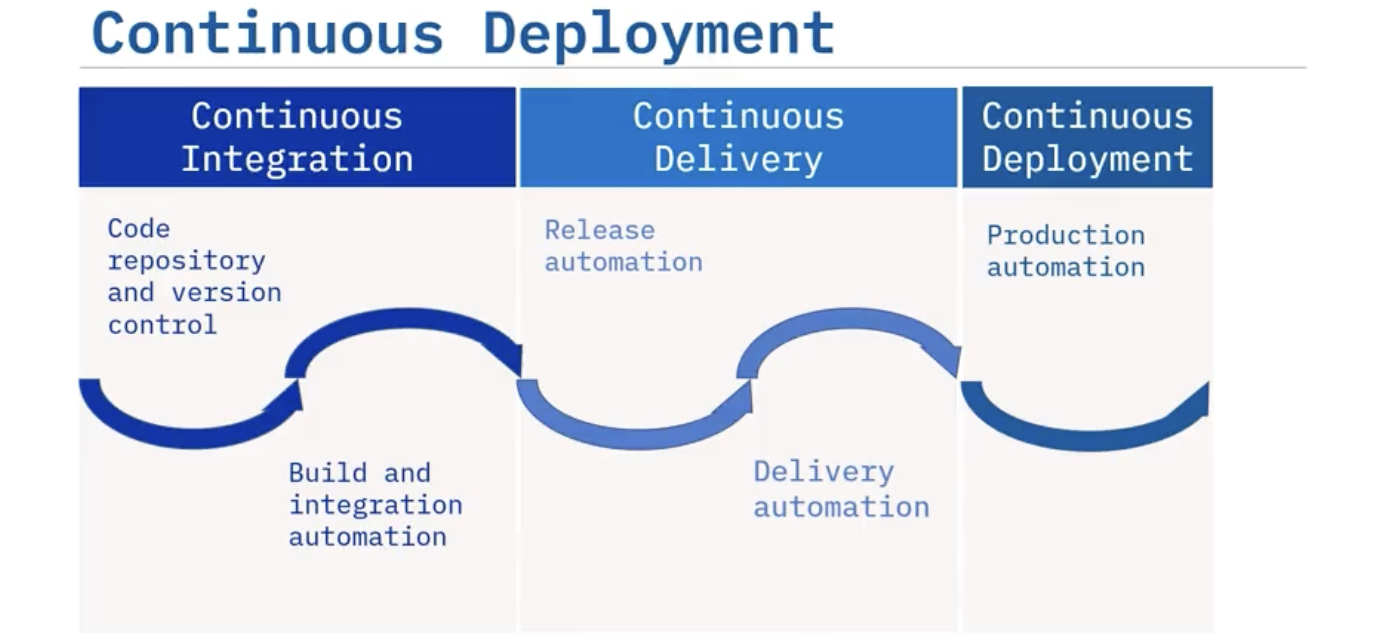 Continuous Deployment
Continuous
Integration
Continuous
Delivery
Continuous
Deployment
Code
repository
and version
control
Build and
integration
automation
Release
automation
Delivery
automation
Production
automation